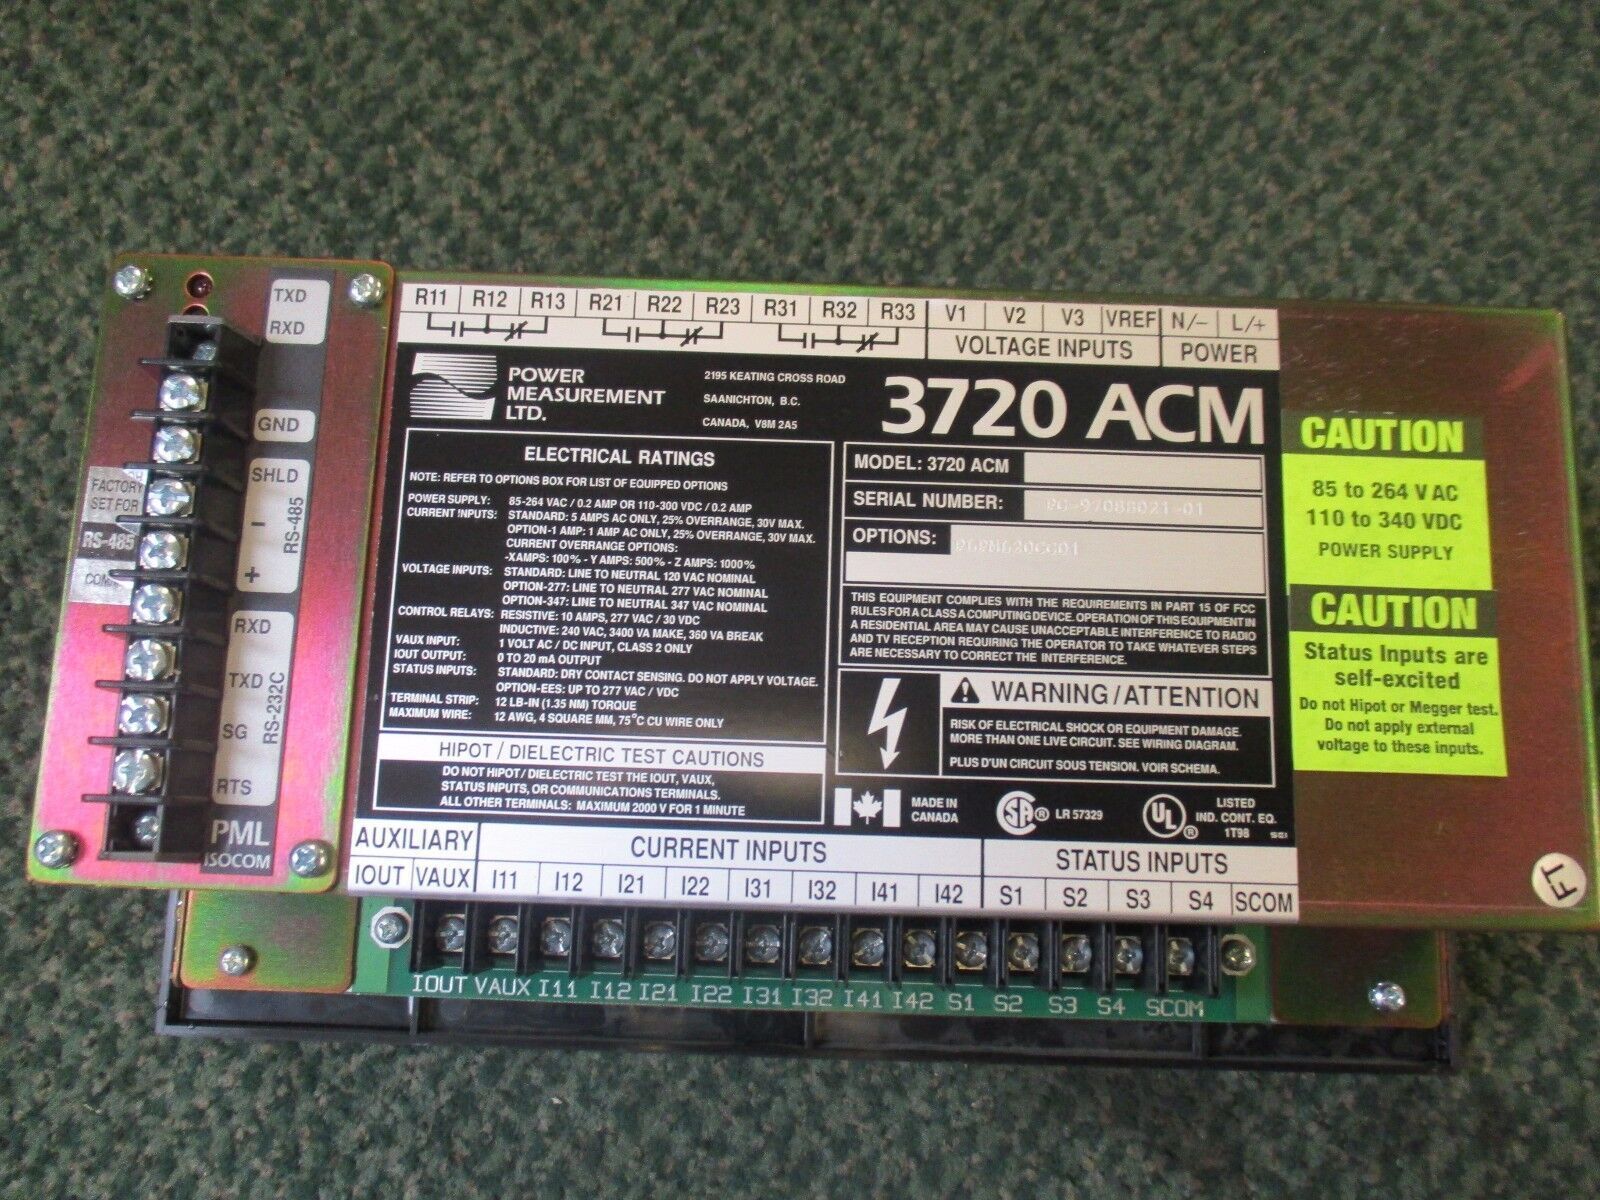 TXD
RXD
GND
SHLD
−
+
RS-485
RXD
TXD
SG
RTS
RS-232C
PML
ISOCOM
FACTORY
SET FOR
RS-485
R11 R12 R13 R21 R22 R23 R31 R32 R33 V1 V2 V3 VREF N/- L/+
VOLTAGE INPUTS POWER
POWER
MEASUREMENT
LTD.
2195 KEATING CROSS ROAD
SAANICHTON, B.C.
CANADA, V8M 2A5
3720 ACM
ELECTRICAL RATINGS
NOTE: REFER TO OPTIONS BOX FOR LIST OF EQUIPPED OPTIONS
POWER SUPPLY: 85-264 VAC / 0.2 AMP OR 110-300 VDC / 0.2 AMP
CURRENT INPUTS: STANDARD: 5 AMPS AC ONLY, 25% OVERRANGE, 30V MAX.
OPTION-1 AMP: 1 AMP AC ONLY, 25% OVERRANGE, 30V MAX.
CURRENT OVERRANGE OPTIONS:
-XAMPS: 100% - Y AMPS: 500% - Z AMPS: 1000%
VOLTAGE INPUTS: STANDARD: LINE TO NEUTRAL 120 VAC NOMINAL
OPTION-277: LINE TO NEUTRAL 277 VAC NOMINAL
OPTION-347: LINE TO NEUTRAL 347 VAC NOMINAL
CONTROL RELAYS: RESISTIVE: 10 AMPS, 277 VAC / 30 VDC
INDUCTIVE: 240 VAC, 3400 VA MAKE, 360 VA BREAK
VAUX INPUT: 1 VOLT AC / DC INPUT, CLASS 2 ONLY
IOUT OUTPUT: 0 TO 20 mA OUTPUT
STATUS INPUTS: STANDARD: DRY CONTACT SENSING. DO NOT APPLY VOLTAGE.
OPTION-EES: UP TO 277 VAC / VDC
TERMINAL STRIP: 12 LB-IN (1.35 NM) TORQUE
MAXIMUM WIRE: 12 AWG, 4 SQUARE MM, 75°C CU WIRE ONLY
HIPOT / DIELECTRIC TEST CAUTIONS
DO NOT HIPOT / DIELECTRIC TEST THE IOUT, VAUX,
STATUS INPUTS, OR COMMUNICATIONS TERMINALS.
ALL OTHER TERMINALS: MAXIMUM 2000 V FOR 1 MINUTE
MODEL: 3720 ACM
SERIAL NUMBER:
OPTIONS:
THIS EQUIPMENT COMPLIES WITH THE REQUIREMENTS IN PART 15 OF FCC
RULES FOR A CLASS A COMPUTING DEVICE. OPERATION OF THIS EQUIPMENT IN
A RESIDENTIAL AREA MAY CAUSE UNACCEPTABLE INTERFERENCE TO RADIO
AND TV RECEPTION REQUIRING THE OPERATOR TO TAKE WHATEVER STEPS
ARE NECESSARY TO CORRECT THE INTERFERENCE.
WARNING / ATTENTION
RISK OF ELECTRICAL SHOCK OR EQUIPMENT DAMAGE.
MORE THAN ONE LIVE CIRCUIT. SEE WIRING DIAGRAM.
PLUS D'UN CIRCUIT SOUS TENSION. VOIR SCHEMA.
MADE IN
CANADA
SA® LR 57329
UL®
LISTED
IND. CONT. EQ.
1T98
CAUTION
85 to 264 V AC
110 to 340 VDC
POWER SUPPLY
CAUTION
Status Inputs are
self-excited
Do not Hipot or Megger test.
Do not apply external
voltage to these inputs.
FT
AUXILIARY CURRENT INPUTS STATUS INPUTS
IOUT VAUX I11 I12 I21 I22 I31 I32 I41 I42 S1 S2 S3 S4 SCOM
IOUT VAUX I11 I12 I21 I22 I31 I32 I41 I42 S1 S2 S3 S4 SCOM